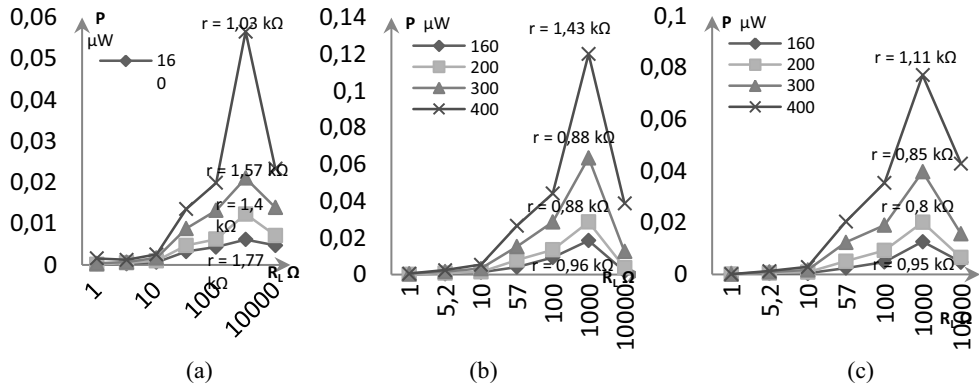 P
µW
0,06
0,05
0,04
0,03
0,02
0,01
0
16
0
r = 1,03 kΩ
r = 1,57 kΩ
r = 1,4
kΩ
r = 1,77
kΩ
R_L Ω
1
10
100
10000
(a)
P µW
0,14
0,12
0,1
0,08
0,06
0,04
0,02
0
160
200
300
400
r = 1,43 kΩ
r = 0,88 kΩ
r = 0,88 kΩ
r = 0,96 kΩ
R_L Ω
1
5,2
10
57
100
1000
10000
(b)
P µW
0,1
0,08
0,06
0,04
0,02
0
160
200
300
400
r = 1,11 kΩ
r = 0,85 kΩ
r = 0,8 kΩ
r = 0,95 kΩ
R_L Ω
1
5,2
10
57
100
1000
10000
(c)